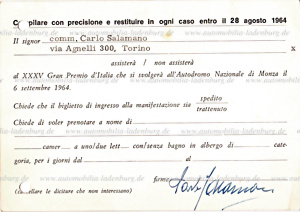 Compilare con precisione e restituire in ogni caso entro il 28 agosto 1964
Il signor comm. Carlo Salamano
via Agnelli 300, Torino x
assisterà / non assisterà
al XXXV Gran Premio d'Italia che si svolgerà all'Autodromo Nazionale di Monza il
6 settembre 1964.
Chiede che il biglietto di ingresso alla manifestazione sia spedito
trattenuto
Chiede di voler prenotare a nome di
camer a uno/due lett con/senza bagno in albergo di cate-
goria, per i giorni dal al
firma
(cancellare le diciture che non interessano)
www.automobilia-ladenburg.de